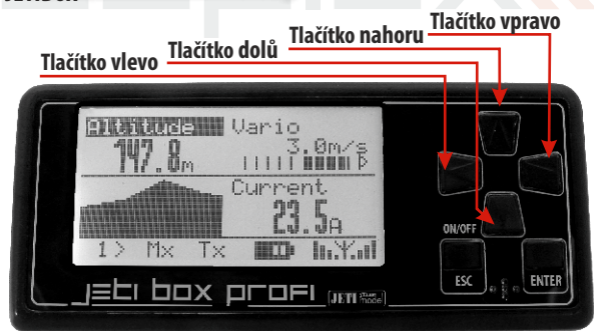 Tlačítko vpravo
Tlačítko nahoru
Tlačítko dolů
Tlačítko vlevo
Altitude Vario
147.8m 3.0m/s
Current
23.5A
1> Mx Tx
ON/OFF
ESC ENTER
JETI box PROFI JETI